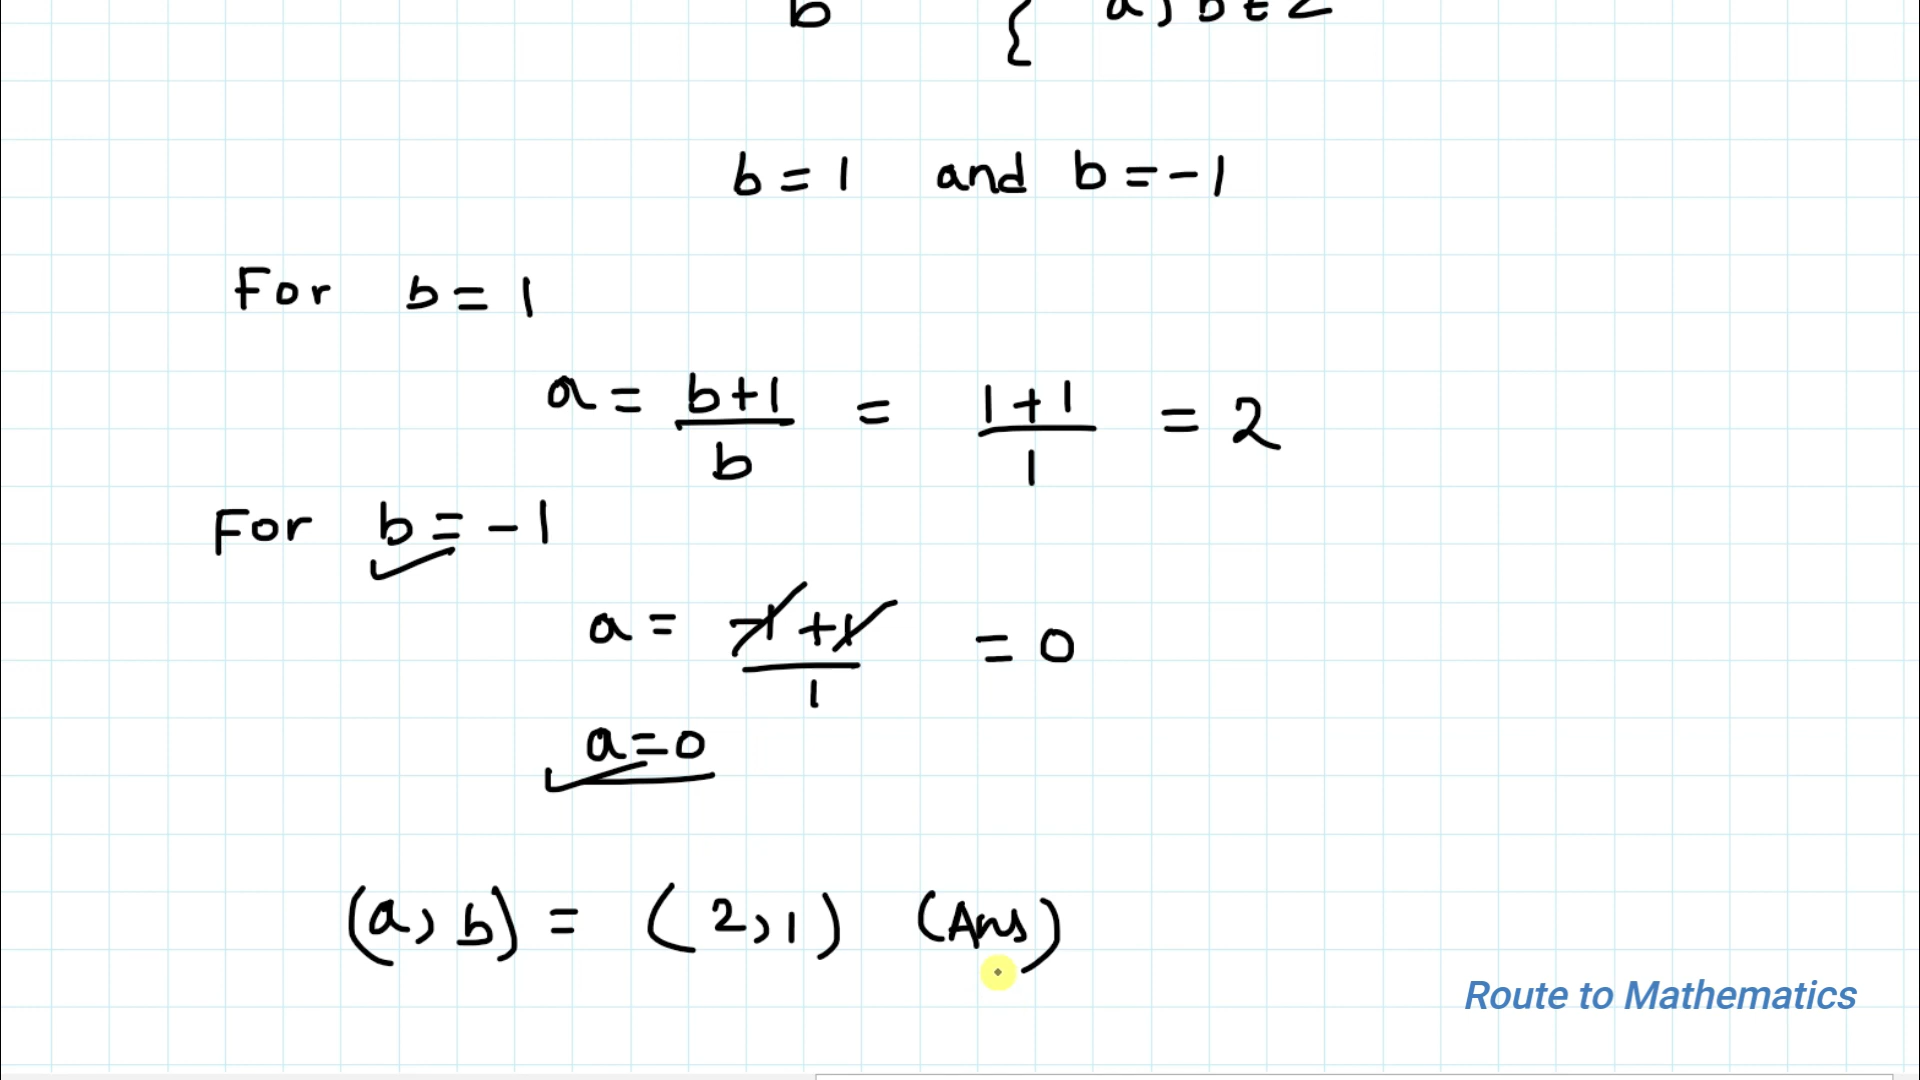 b { a, b ∈ Z
b = 1 and b = -1
For b = 1
a = b+1/b = 1+1/1 = 2
For b = -1
a = -1+1/1 = 0
a=0
(a, b) = (2, 1) (Ans)
Route to Mathematics